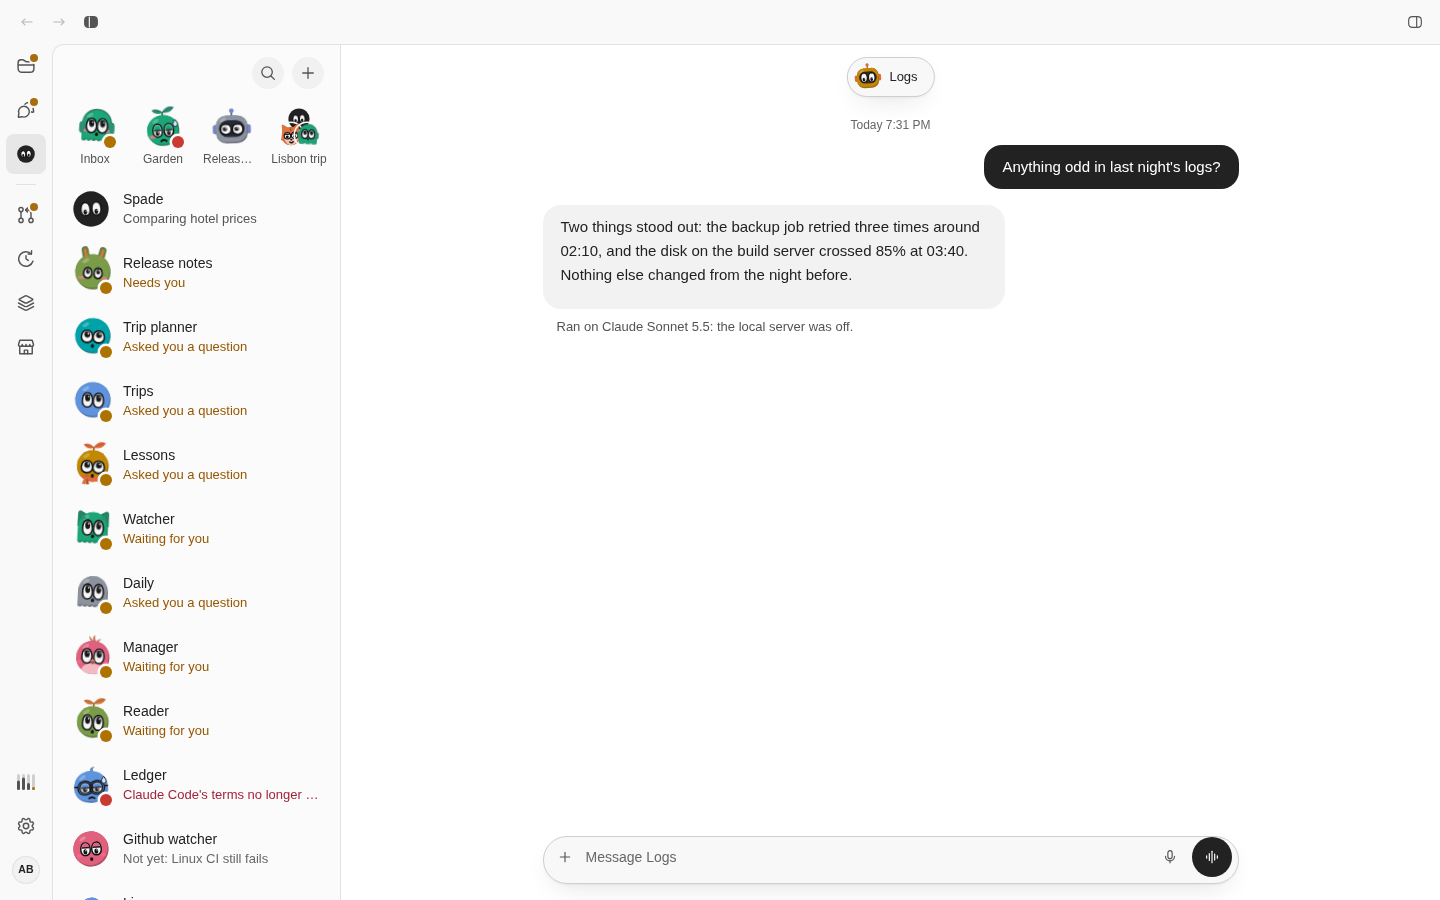 Inbox
Garden
Releas…
Lisbon trip
Spade
Comparing hotel prices
Release notes
Needs you
Trip planner
Asked you a question
Trips
Asked you a question
Lessons
Asked you a question
Watcher
Waiting for you
Daily
Asked you a question
Manager
Waiting for you
Reader
Waiting for you
Ledger
Claude Code's terms no longer …
Github watcher
Not yet: Linux CI still fails
AB
Logs
Today 7:31 PM
Anything odd in last night's logs?
Two things stood out: the backup job retried three times around
02:10, and the disk on the build server crossed 85% at 03:40.
Nothing else changed from the night before.
Ran on Claude Sonnet 5.5: the local server was off.
Message Logs